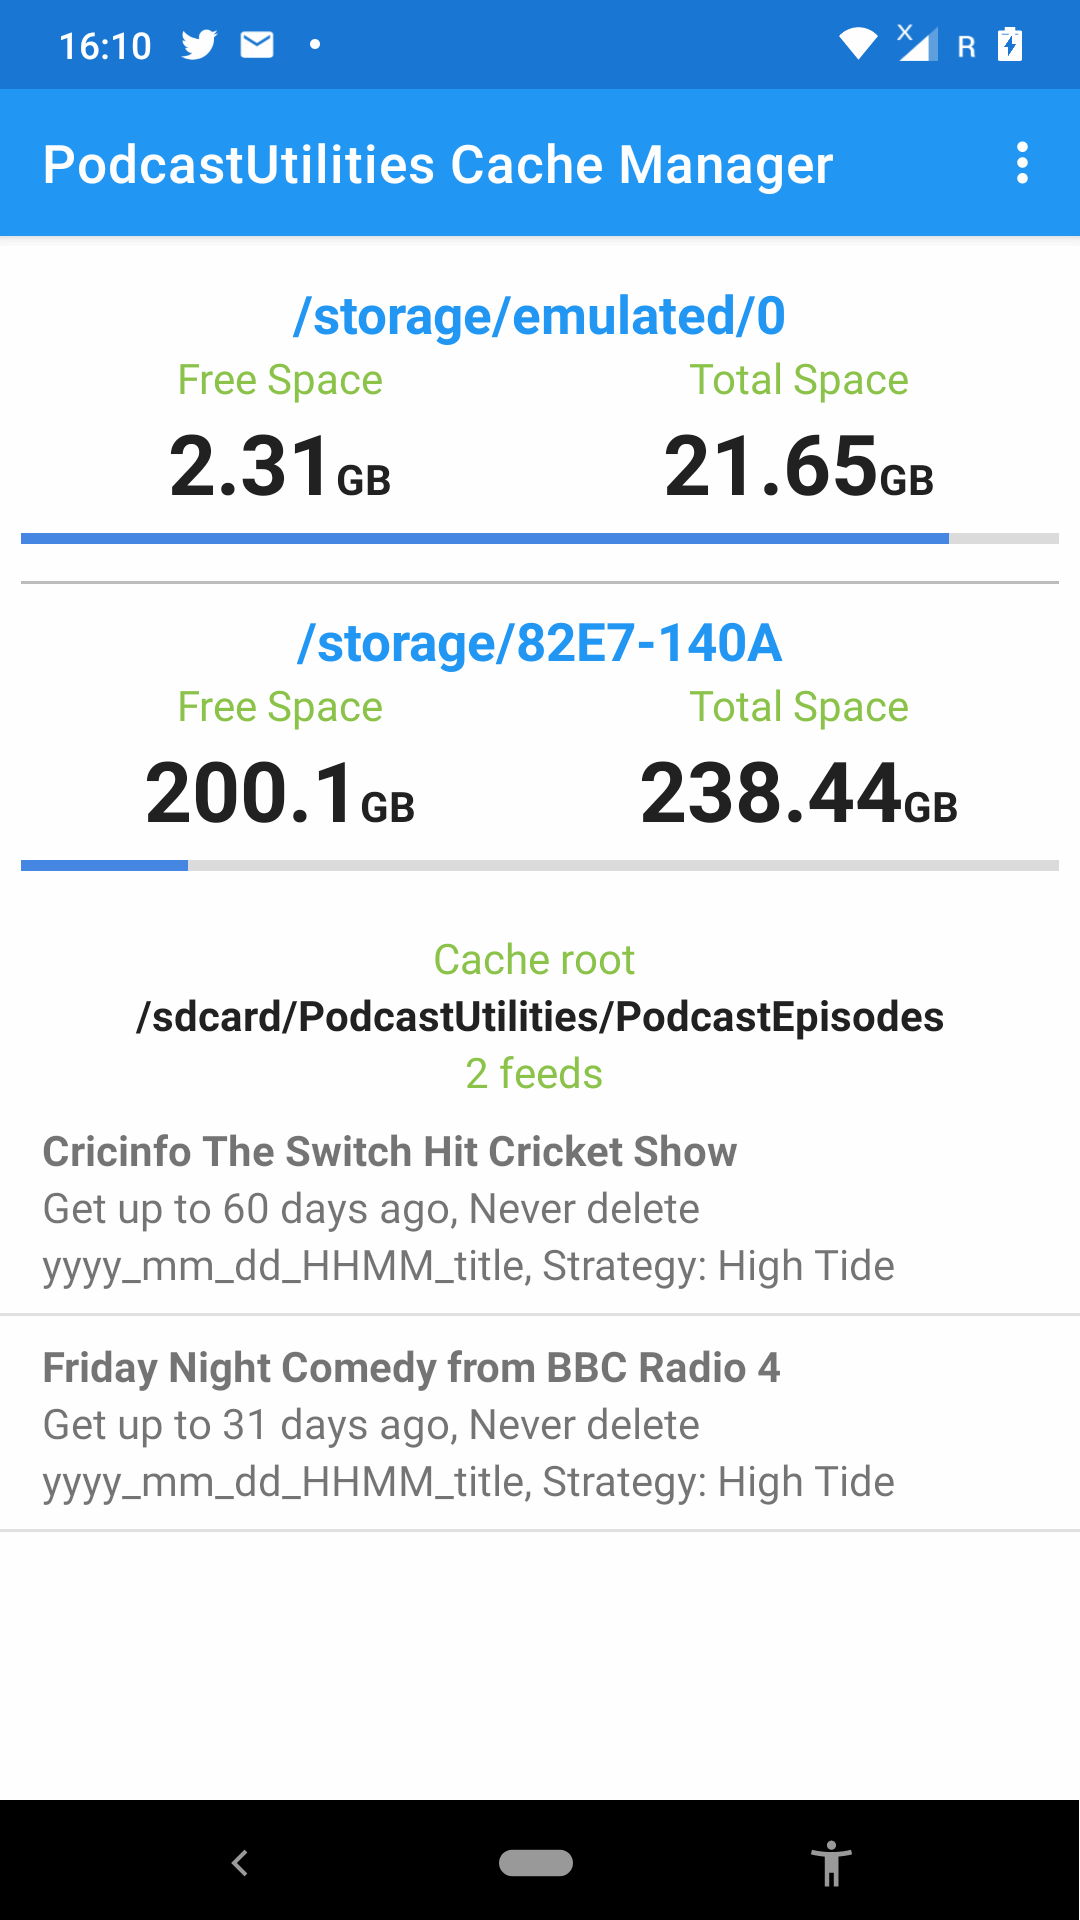 16:10
R
PodcastUtilities Cache Manager
/storage/emulated/0
Free Space Total Space
2.31GB 21.65GB
/storage/82E7-140A
Free Space Total Space
200.1GB 238.44GB
Cache root
/sdcard/PodcastUtilities/PodcastEpisodes
2 feeds
Cricinfo The Switch Hit Cricket Show
Get up to 60 days ago, Never delete
yyyy_mm_dd_HHMM_title, Strategy: High Tide
Friday Night Comedy from BBC Radio 4
Get up to 31 days ago, Never delete
yyyy_mm_dd_HHMM_title, Strategy: High Tide